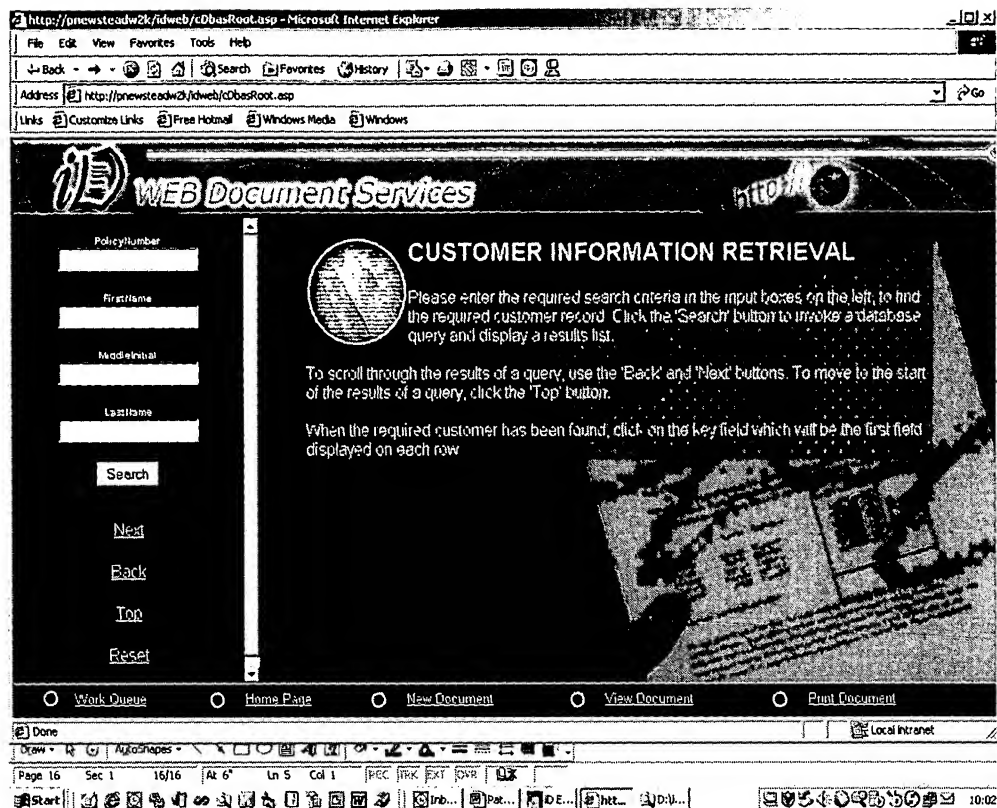 http://pnewsteadw2k/idweb/cDbasRoot.asp - Microsoft Internet Explorer
File Edit View Favorites Tools Help
Back Search Favorites History
Address http://pnewsteadw2k/idweb/cDbasRoot.asp Go
Links Customize Links Free Hotmail Windows Media Windows
iD WEB Document Services http://
PolicyNumber
FirstName
MiddleInitial
LastName
Search
Next
Back
Top
Reset
CUSTOMER INFORMATION RETRIEVAL
Please enter the required search criteria in the input boxes on the left, to find
the required customer record. Click the 'Search' button to invoke a database
query and display a results list.
To scroll through the results of a query, use the 'Back' and 'Next' buttons. To move to the start
of the results of a query, click the 'Top' button.
When the required customer has been found, click on the key field which will be the first field
displayed on each row
Work Queue Home Page New Document View Document Print Document
Done Local intranet
Draw AutoShapes
Page 16 Sec 1 16/16 At 6" Ln 5 Col 1 REC TRK EXT OVR
Start Inb... Pat... iD E... htt... D:\I... 10:00